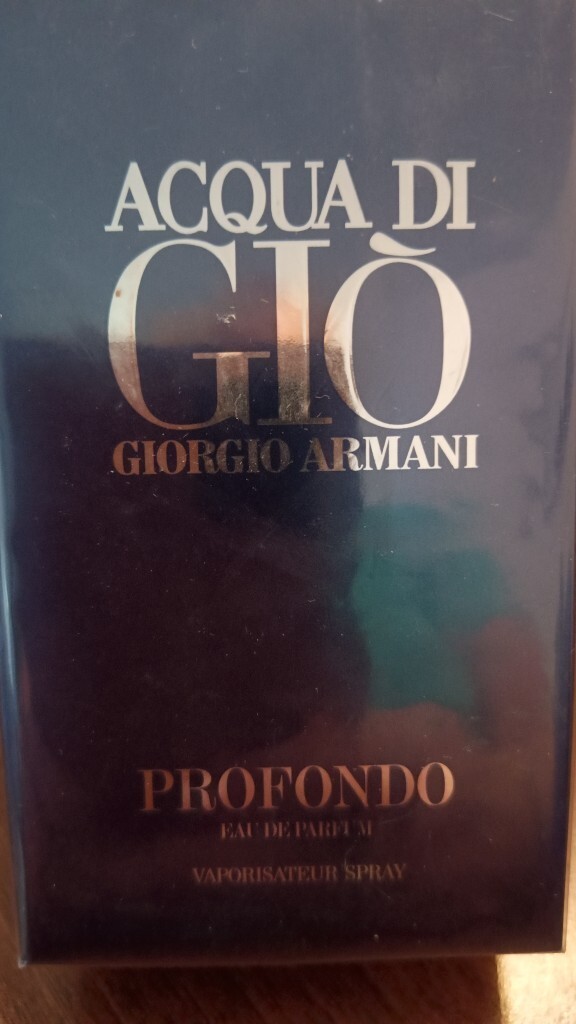 ACQUA DI
GIÒ
GIORGIO ARMANI
PROFONDO
EAU DE PARFUM
VAPORISATEUR SPRAY